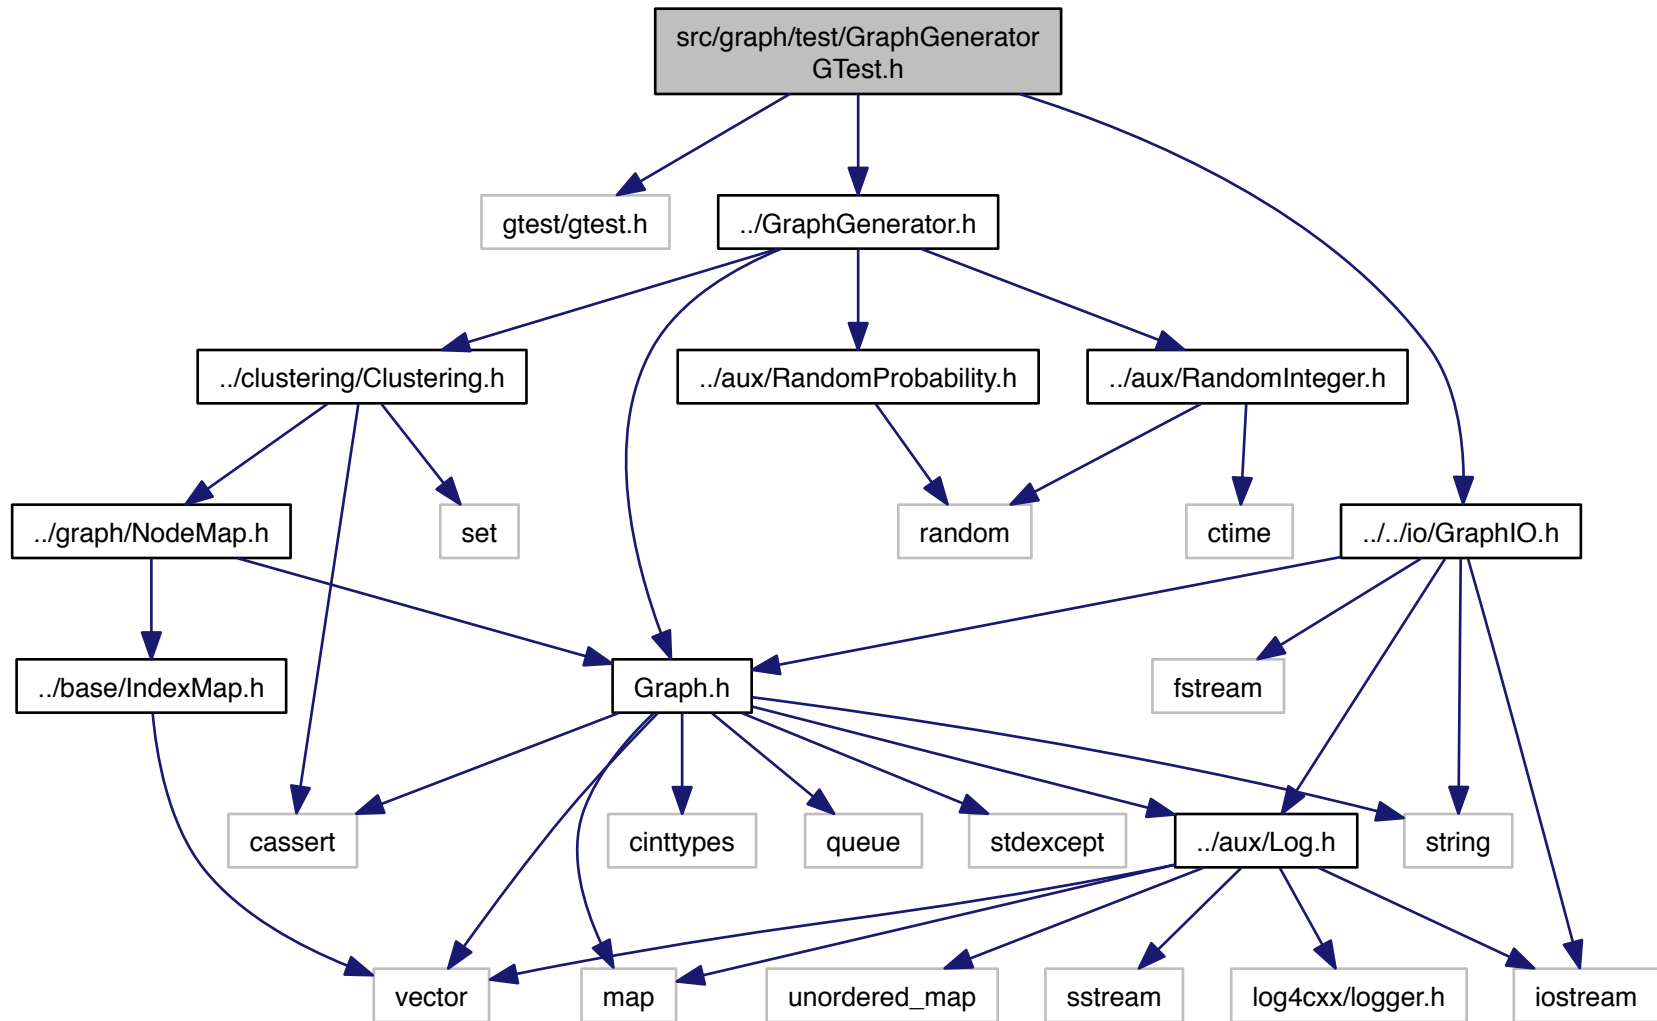 src/graph/test/GraphGenerator
GTest.h
gtest/gtest.h
../GraphGenerator.h
../clustering/Clustering.h
../aux/RandomProbability.h
../aux/RandomInteger.h
../graph/NodeMap.h
set
random
ctime
../../io/GraphIO.h
../base/IndexMap.h
Graph.h
fstream
cassert
cinttypes
queue
stdexcept
../aux/Log.h
string
vector
map
unordered_map
sstream
log4cxx/logger.h
iostream